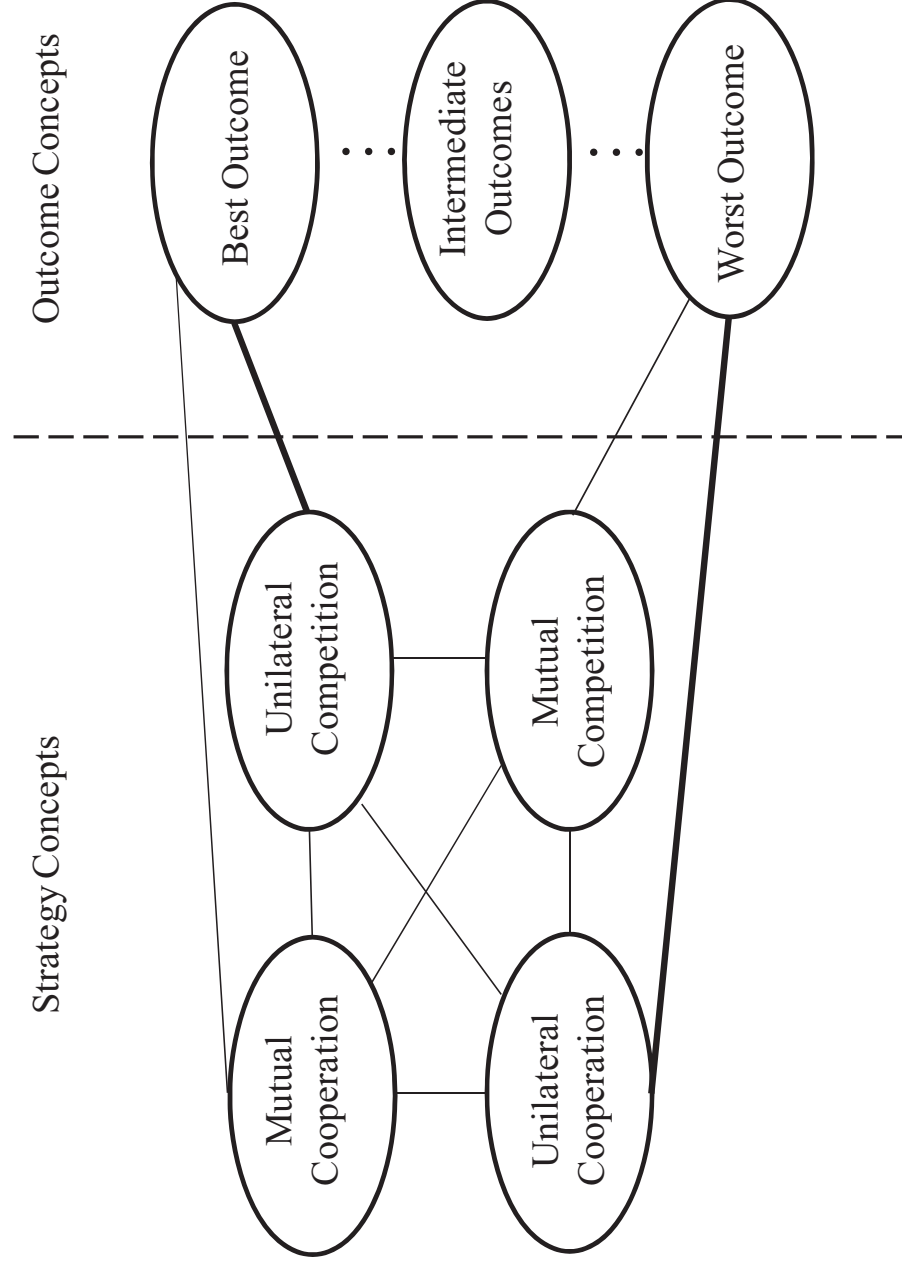 Strategy Concepts
Outcome Concepts
Mutual
Cooperation
Unilateral
Competition
Best Outcome
Intermediate
Outcomes
Unilateral
Cooperation
Mutual
Competition
Worst Outcome